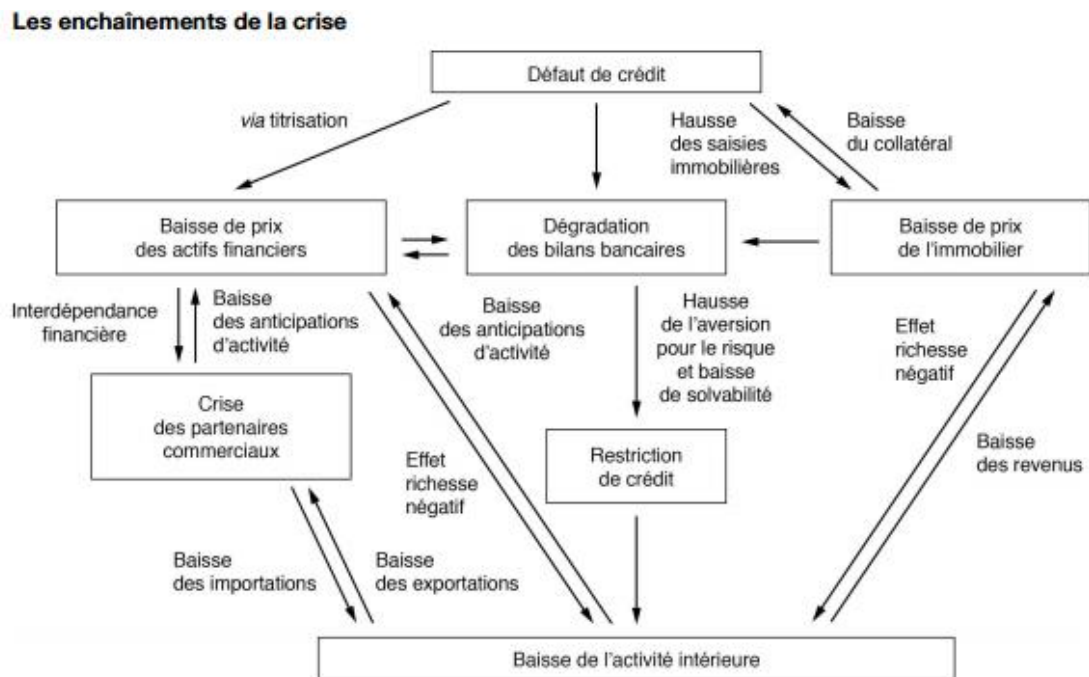 Les enchaînements de la crise
Défaut de crédit
via titrisation
Hausse
des saisies
immobilières
Baisse
du collatéral
Baisse de prix
des actifs financiers
Dégradation
des bilans bancaires
Baisse de prix
de l'immobilier
Interdépendance
financière
Baisse
des anticipations
d'activité
Baisse
des anticipations
d'activité
Hausse
de l'aversion
pour le risque
et baisse
de solvabilité
Effet
richesse
négatif
Crise
des partenaires
commerciaux
Effet
richesse
négatif
Restriction
de crédit
Baisse
des revenus
Baisse
des importations
Baisse
des exportations
Baisse de l'activité intérieure